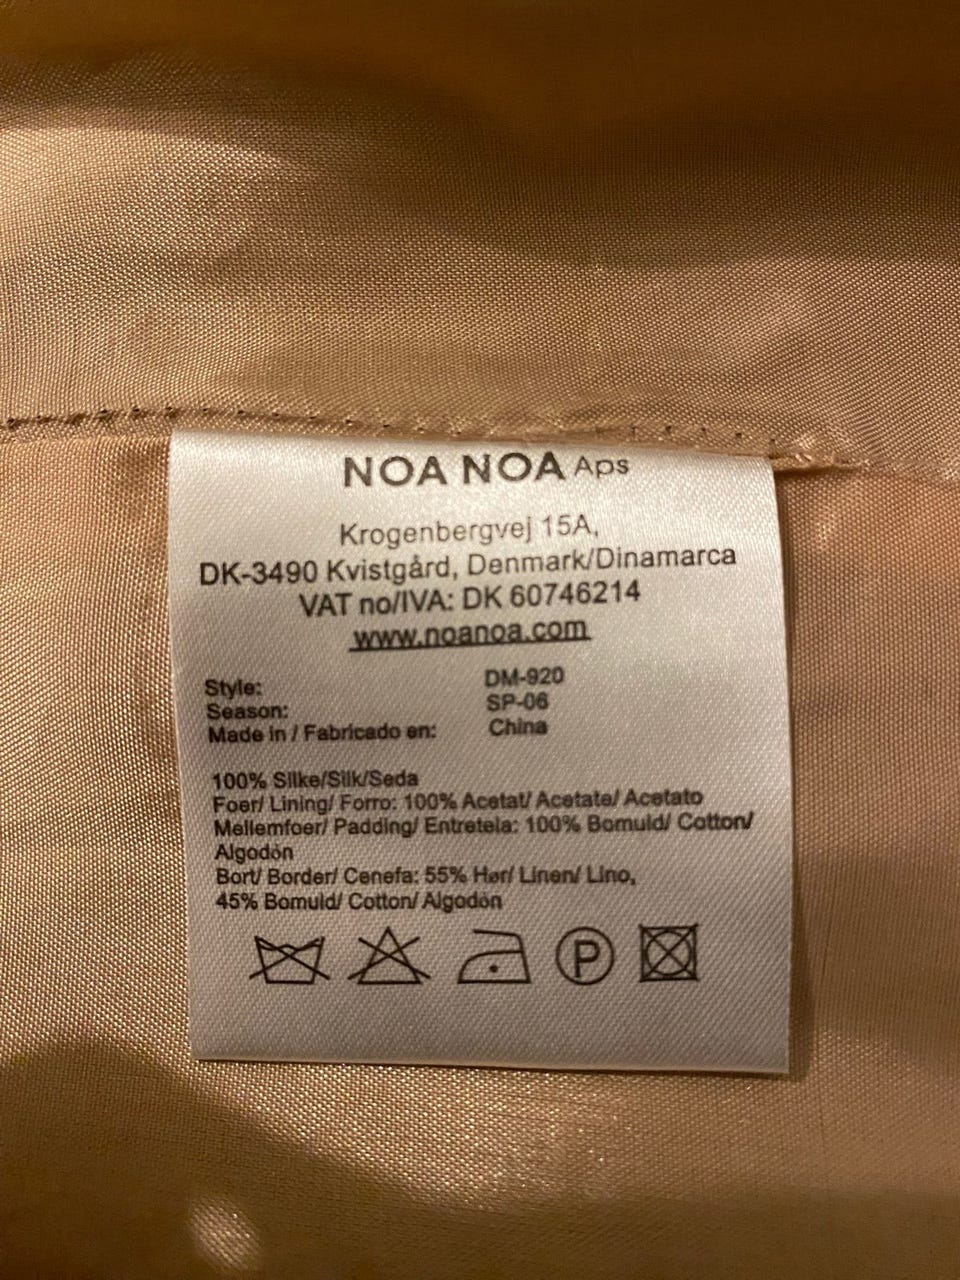 NOA NOA Aps
Krogenbergvej 15A,
DK-3490 Kvistgård, Denmark/Dinamarca
VAT no/IVA: DK 60746214
www.noanoa.com
Style: DM-920
Season: SP-06
Made in / Fabricado en: China
100% Silke/Silk/Seda
Foer/ Lining/ Forro: 100% Acetat/ Acetate/ Acetato
Mellemfoer/ Padding/ Entretela: 100% Bomuld/ Cotton/
Algodón
Bort/ Border/ Cenefa: 55% Hør/ Linen/ Lino,
45% Bomuld/ Cotton/ Algodón
P